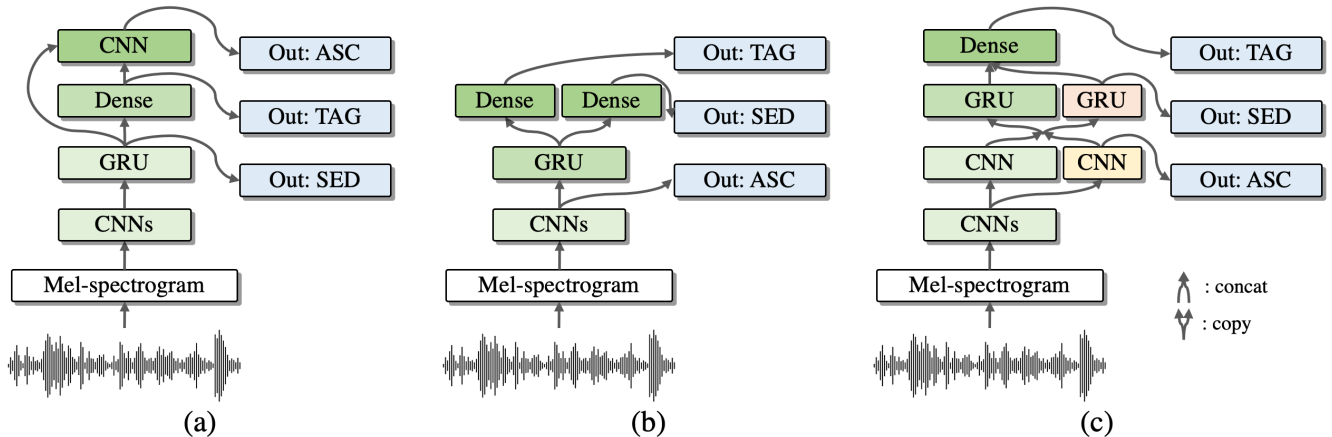 CNN
Out: ASC
Dense
Out: TAG
GRU
Out: SED
CNNs
Mel-spectrogram
(a)
Out: TAG
Dense
Dense
Out: SED
GRU
Out: ASC
CNNs
Mel-spectrogram
(b)
Dense
Out: TAG
GRU
GRU
Out: SED
CNN
CNN
Out: ASC
CNNs
Mel-spectrogram
: concat
: copy
(c)